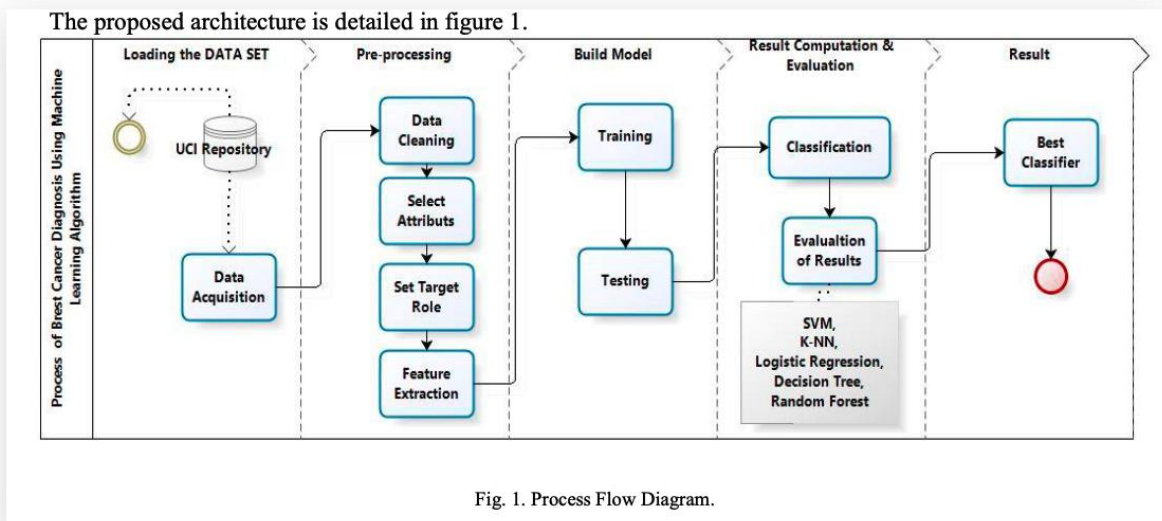 The proposed architecture is detailed in figure 1.
Process of Brest Cancer Diagnosis Using Machine
Learning Algorithm
Loading the DATA SET
UCI Repository
Data
Acquisition
Pre-processing
Data
Cleaning
Select
Attributs
Set Target
Role
Feature
Extraction
Build Model
Training
Testing
Result Computation &
Evaluation
Classification
Evaluation
of Results
SVM,
K-NN,
Logistic Regression,
Decision Tree,
Random Forest
Result
Best
Classifier
Fig. 1. Process Flow Diagram.